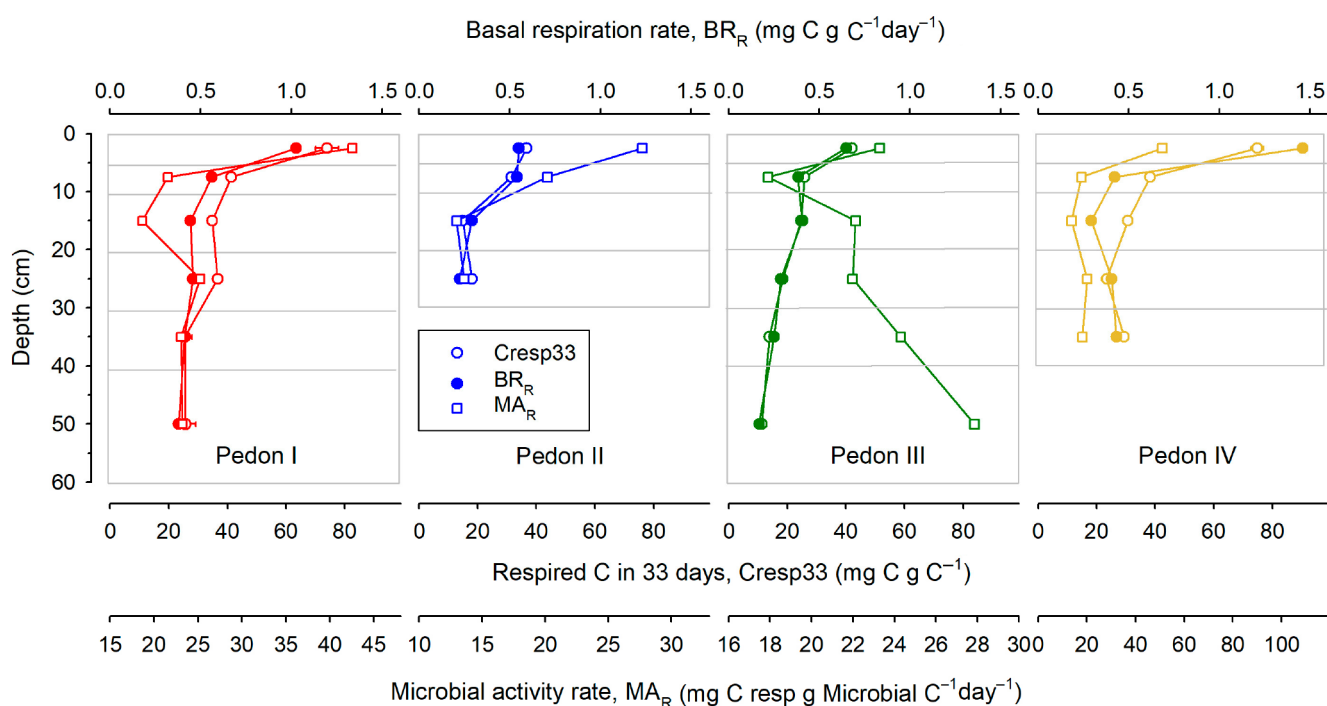 Basal respiration rate, BR_R (mg C g C⁻¹day⁻¹)
0.0 0.5 1.0 1.5 0.0 0.5 1.0 1.5 0.0 0.5 1.0 1.5 0.0 0.5 1.0 1.5
Depth (cm)
0
10
20
30
40
50
60
Cresp33
BR_R
MA_R
Pedon I Pedon II Pedon III Pedon IV
0 20 40 60 80 0 20 40 60 80 0 20 40 60 80 0 20 40 60 80
Respired C in 33 days, Cresp33 (mg C g C⁻¹)
15 20 25 30 35 40 45 10 15 20 25 30 16 18 20 22 24 26 28 30 0 20 40 60 80 100
Microbial activity rate, MA_R (mg C resp g Microbial C⁻¹day⁻¹)